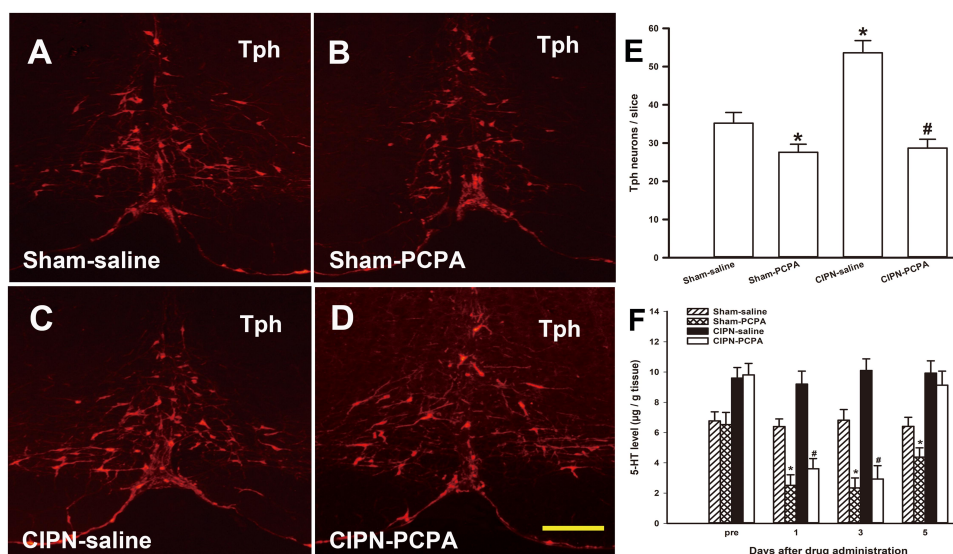 A
Tph
Sham-saline
B
Tph
Sham-PCPA
C
Tph
CIPN-saline
D
Tph
CIPN-PCPA
E
Tph neurons / slice
60
50
40
30
20
10
0
*
*
*
#
Sham-saline
Sham-PCPA
CIPN-saline
CIPN-PCPA
F
5-HT level (µg / g tissue)
14
12
10
8
6
4
2
0
Sham-saline
Sham-PCPA
CIPN-saline
CIPN-PCPA
*
#
*
#
*
pre
1
3
5
Days after drug administration